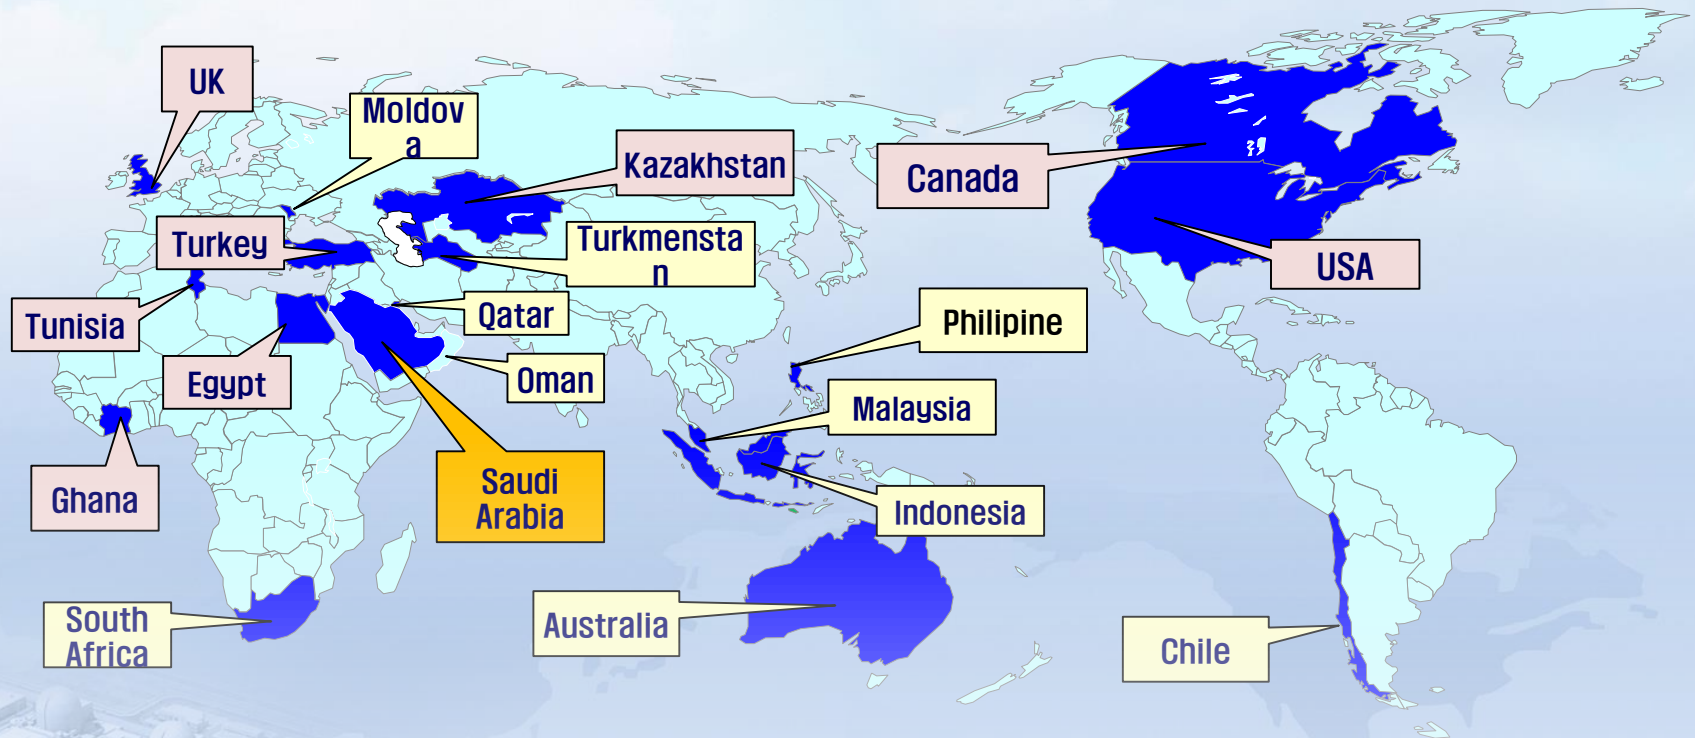 UK
Moldov
a
Kazakhstan
Canada
Turkey
Turkmensta
n
USA
Tunisia
Qatar
Philipine
Egypt
Oman
Malaysia
Ghana
Saudi
Arabia
Indonesia
South
Africa
Australia
Chile